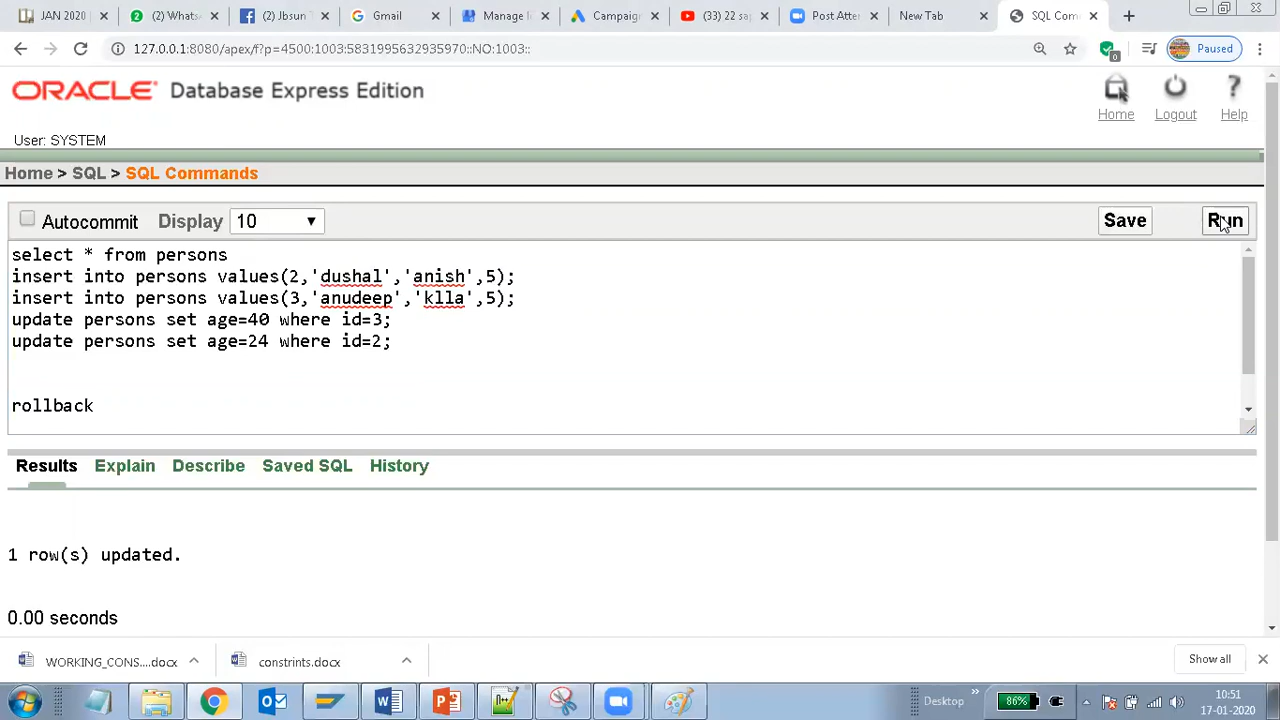 JAN 2020
(2) Whats
(3) Jbsun T
Gmail
Manage I
Campaig
(33) 22 sap
Post Atter
New Tab
SQL Com
127.0.0.1:8080/apex/f?p=4500:1003:5831995632935970::NO:1003::
Paused
ORACLE Database Express Edition
Home Logout Help
User: SYSTEM
Home > SQL > SQL Commands
Autocommit Display 10 Save Run
select * from persons
insert into persons values(2,'dushal','anish',5);
insert into persons values(3,'anudeep','klla',5);
update persons set age=40 where id=3;
update persons set age=24 where id=2;
rollback
Results Explain Describe Saved SQL History
1 row(s) updated.
0.00 seconds
WORKING_CONS....docx
constrints.docx
Show all
Desktop
86%
10:51
17-01-2020